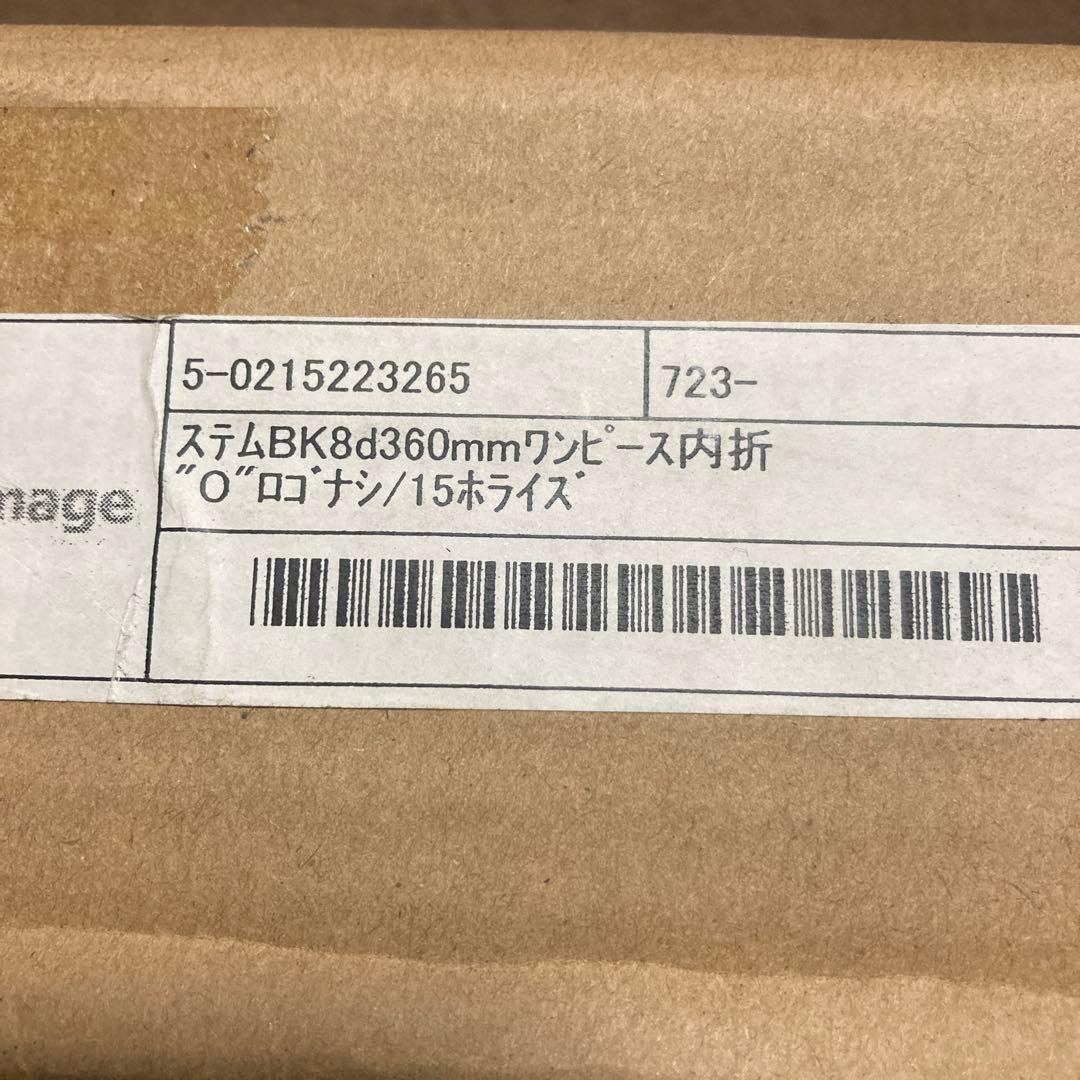 5-0215223265
723-
ステムBK8d360mmワンピース内折
"O"ロゴナシ/15ホライズ
mage